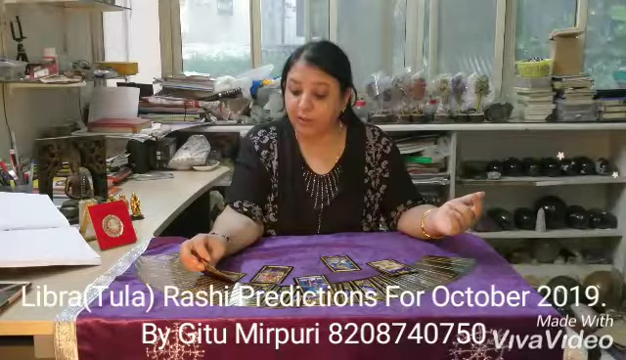 Libra(Tula) Rashi Predictions For October 2019.
By Gitu Mirpuri 8208740750
Made With
VivaVideo